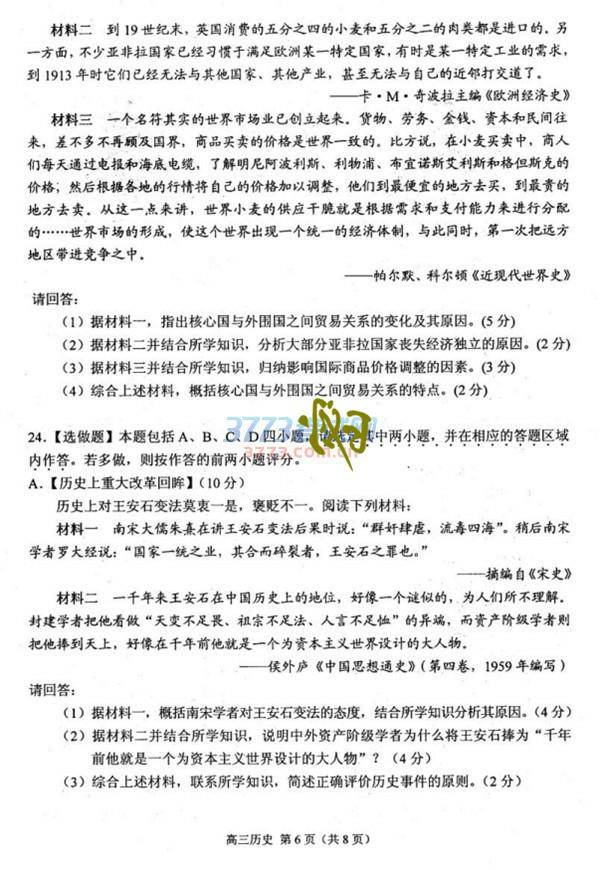 材料二　到19世纪末，英国消费的五分之四的小麦和五分之二的肉类都是进口的。另
一方面，不少亚非拉国家已经习惯于满足欧洲某一特定国家，有时是某一特定工业的需求，
到1913年时它们已经无法与其他国家、其他产业，甚至无法与自己的近邻打交道了。
——卡·M·奇波拉主编《欧洲经济史》
材料三　一个名符其实的世界市场业已创立起来。货物、劳务、金钱、资本和民间往
来，差不多不再顾及国界，商品买卖的价格是世界一致的。比方说，在小麦买卖中，商人
们每天通过电报和海底电缆，了解明尼阿波利斯、利物浦、布宜诺斯艾利斯和格但斯克的
价格，然后根据各地的行情将自己的价格加以调整，他们到最便宜的地方去买，到最贵的
地方去卖。从这一点来讲，世界小麦的供应干脆就是根据需求和支付能力来进行分配
的……世界市场的形成，使这个世界出现一个统一的经济体制，与此同时，第一次把远方
地区带进竞争之中。
——帕尔默、科尔顿《近现代世界史》
请回答：
（1）据材料一，指出核心国与外围国之间贸易关系的变化及其原因。(5分)
（2）据材料二并结合所学知识，分析大部分亚非拉国家丧失经济独立的原因。(2分)
（3）据材料三并结合所学知识，归纳影响国际商品价格调整的因素。(3分)
（4）综合上述材料，概括核心国与外围国之间贸易关系的特点。(2分)
24.【选做题】本题包括A、B、C、D四小题，请选定其中两小题，并在相应的答题区域
内作答。若多做，则按作答的前两小题评分。
A.【历史上重大改革回眸】（10分）
历史上对王安石变法莫衷一是，褒贬不一。阅读下列材料：
材料一　南宋大儒朱熹在讲王安石变法后果时说：“群奸肆虐，流毒四海”。稍后南宋
学者罗大经说：“国家一统之业，其合而碎裂者，王安石之罪也。”
——摘编自《宋史》
材料二　一千年来王安石在中国历史上的地位，好像一个谜似的，为人们所不理解。
封建学者把他看做“天变不足畏、祖宗不足法、人言不足恤”的异端，而资产阶级学者则
把他捧到天上，好像在千年前他就是一个为资本主义世界设计的大人物。
——侯外庐《中国思想通史》（第四卷，1959年编写）
请回答：
（1）据材料一，概括南宋学者对王安石变法的态度，结合所学知识分析其原因。（4分）
（2）据材料二并结合所学知识，说明中外资产阶级学者为什么将王安石捧为“千年
前他就是一个为资本主义世界设计的大人物”？（4分）
（3）综合上述材料，联系所学知识，简述正确评价历史事件的原则。（2分）
高三历史　第6页（共8页）